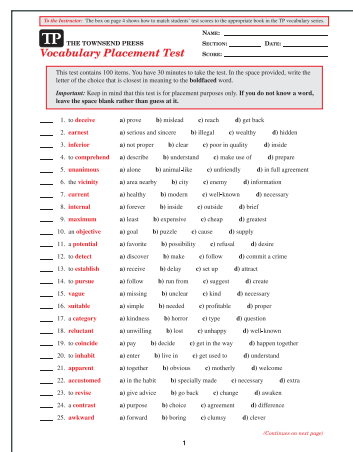 To the Instructor: The box on page 4 shows how to match students' test scores to the appropriate book in the TP vocabulary series.
TP THE TOWNSEND PRESS
Vocabulary Placement Test
NAME:
SECTION: DATE:
SCORE:
This test contains 100 items. You have 30 minutes to take the test. In the space provided, write the
letter of the choice that is closest in meaning to the boldfaced word.
Important: Keep in mind that this test is for placement purposes only. If you do not know a word,
leave the space blank rather than guess at it.
1. to deceive a) prove b) mislead c) reach d) get back
2. earnest a) serious and sincere b) illegal c) wealthy d) hidden
3. inferior a) not proper b) clear c) poor in quality d) inside
4. to comprehend a) describe b) understand c) make use of d) prepare
5. unanimous a) alone b) animal-like c) unfriendly d) in full agreement
6. the vicinity a) area nearby b) city c) enemy d) information
7. current a) healthy b) modern c) well-known d) necessary
8. internal a) forever b) inside c) outside d) brief
9. maximum a) least b) expensive c) cheap d) greatest
10. an objective a) goal b) puzzle c) cause d) supply
11. a potential a) favorite b) possibility c) refusal d) desire
12. to detect a) discover b) make c) follow d) commit a crime
13. to establish a) receive b) delay c) set up d) attract
14. to pursue a) follow b) run from c) suggest d) create
15. vague a) missing b) unclear c) kind d) necessary
16. suitable a) simple b) needed c) profitable d) proper
17. a category a) kindness b) horror c) type d) question
18. reluctant a) unwilling b) lost c) unhappy d) well-known
19. to coincide a) pay b) decide c) get in the way d) happen together
20. to inhabit a) enter b) live in c) get used to d) understand
21. apparent a) together b) obvious c) motherly d) welcome
22. accustomed a) in the habit b) specially made c) necessary d) extra
23. to revise a) give advice b) go back c) change d) awaken
24. a contrast a) purpose b) choice c) agreement d) difference
25. awkward a) forward b) boring c) clumsy d) clever
(Continues on next page)
1